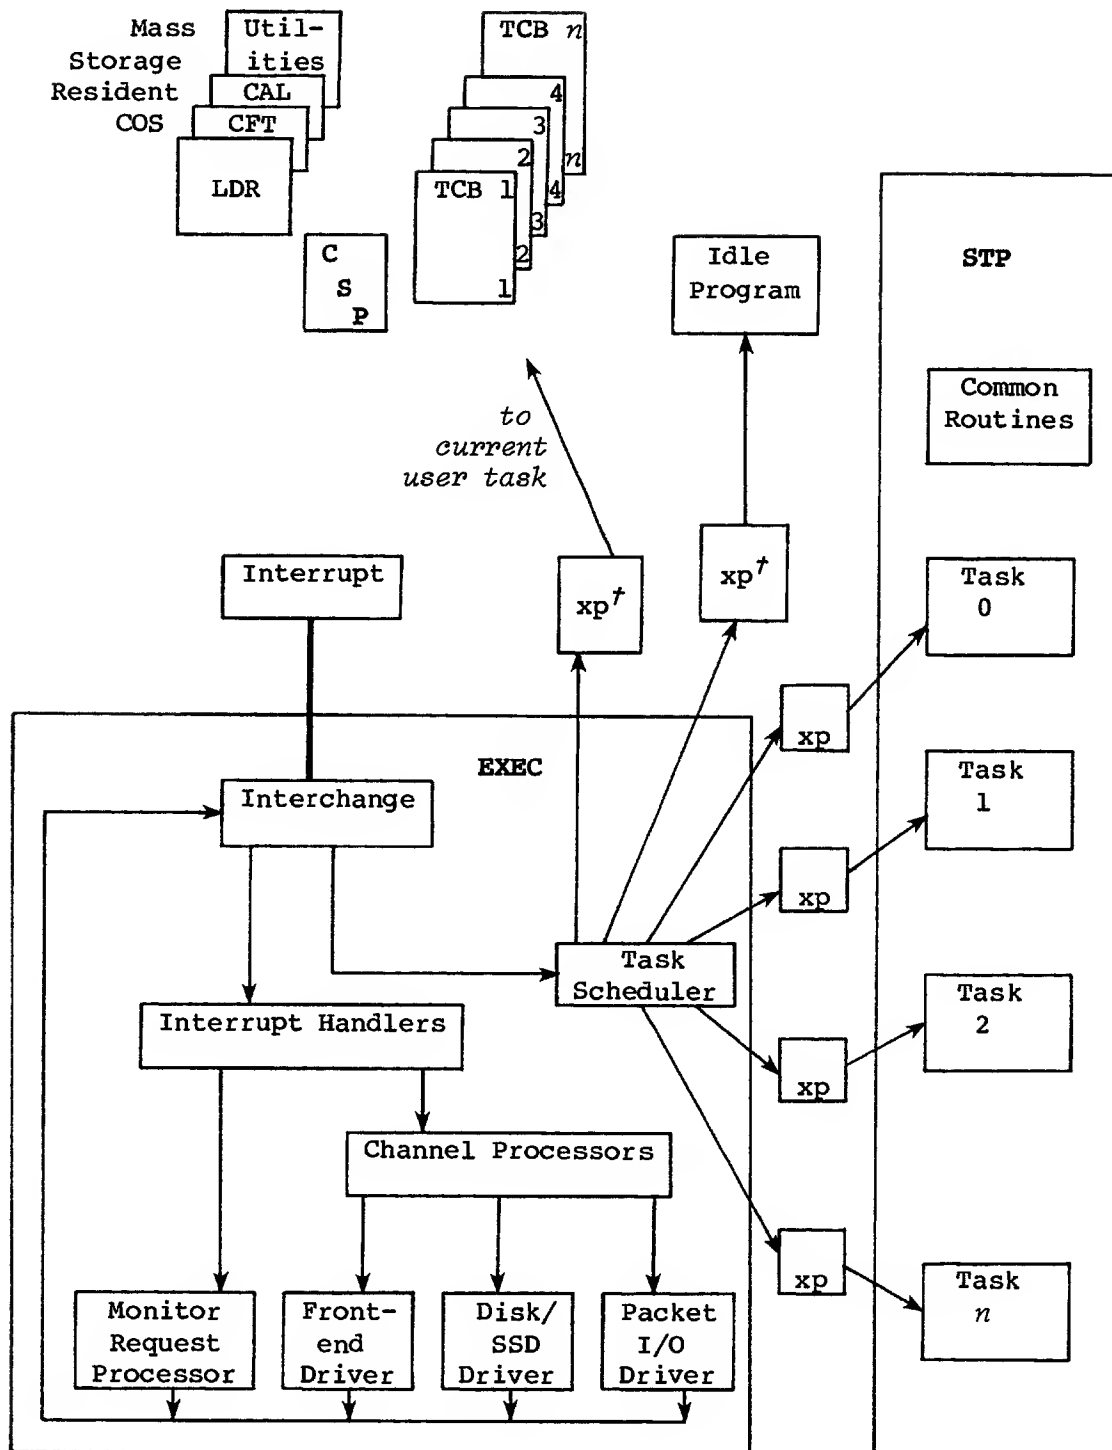 Mass
Storage
Resident
COS
Util-
ities
CAL
CFT
LDR
C
S
P
TCB n
4
3
2
n
TCB 1
4
3
2
1
Idle
Program
STP
Common
Routines
to
current
user task
xp†
xp†
Interrupt
Task
0
xp
EXEC
Interchange
Task
1
xp
Task
Scheduler
Interrupt Handlers
Task
2
xp
Channel Processors
xp
Task
n
Monitor
Request
Processor
Front-
end
Driver
Disk/
SSD
Driver
Packet
I/O
Driver